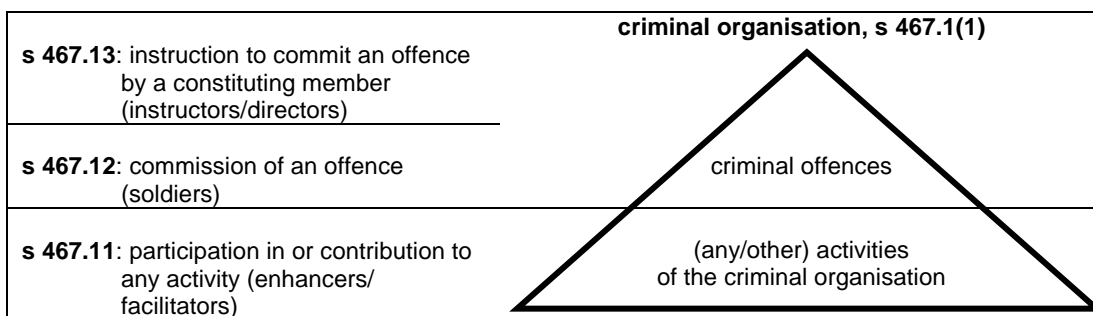 criminal organisation, s 467.1(1)
s 467.13: instruction to commit an offence
by a constituting member
(instructors/directors)
s 467.12: commission of an offence
(soldiers)
criminal offences
s 467.11: participation in or contribution to
any activity (enhancers/
facilitators)
(any/other) activities
of the criminal organisation